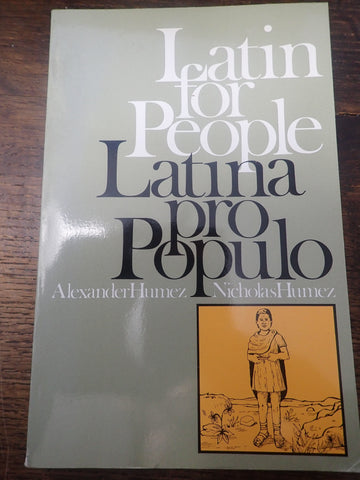 Latin
for
People
Latina
pro
Populo
Alexander Humez Nicholas Humez